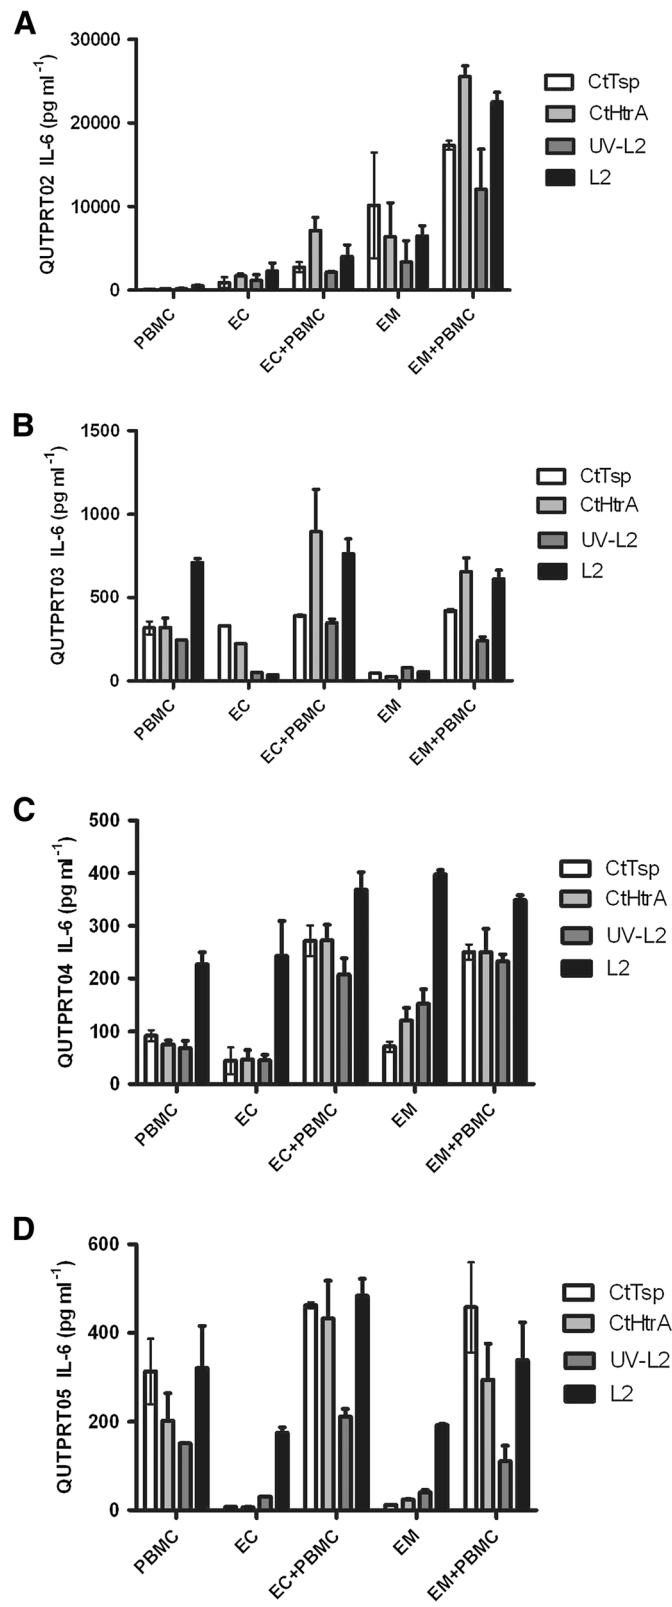 A
QUTPRT02 IL-6 (pg ml⁻¹)
30000
20000
10000
0
PBMC
EC
EC+PBMC
EM
EM+PBMC
CtTsp
CtHtrA
UV-L2
L2
B
QUTPRT03 IL-6 (pg ml⁻¹)
1500
1000
500
0
PBMC
EC
EC+PBMC
EM
EM+PBMC
CtTsp
CtHtrA
UV-L2
L2
C
QUTPRT04 IL-6 (pg ml⁻¹)
500
400
300
200
100
0
PBMC
EC
EC+PBMC
EM
EM+PBMC
CtTsp
CtHtrA
UV-L2
L2
D
QUTPRT05 IL-6 (pg ml⁻¹)
600
400
200
0
PBMC
EC
EC+PBMC
EM
EM+PBMC
CtTsp
CtHtrA
UV-L2
L2